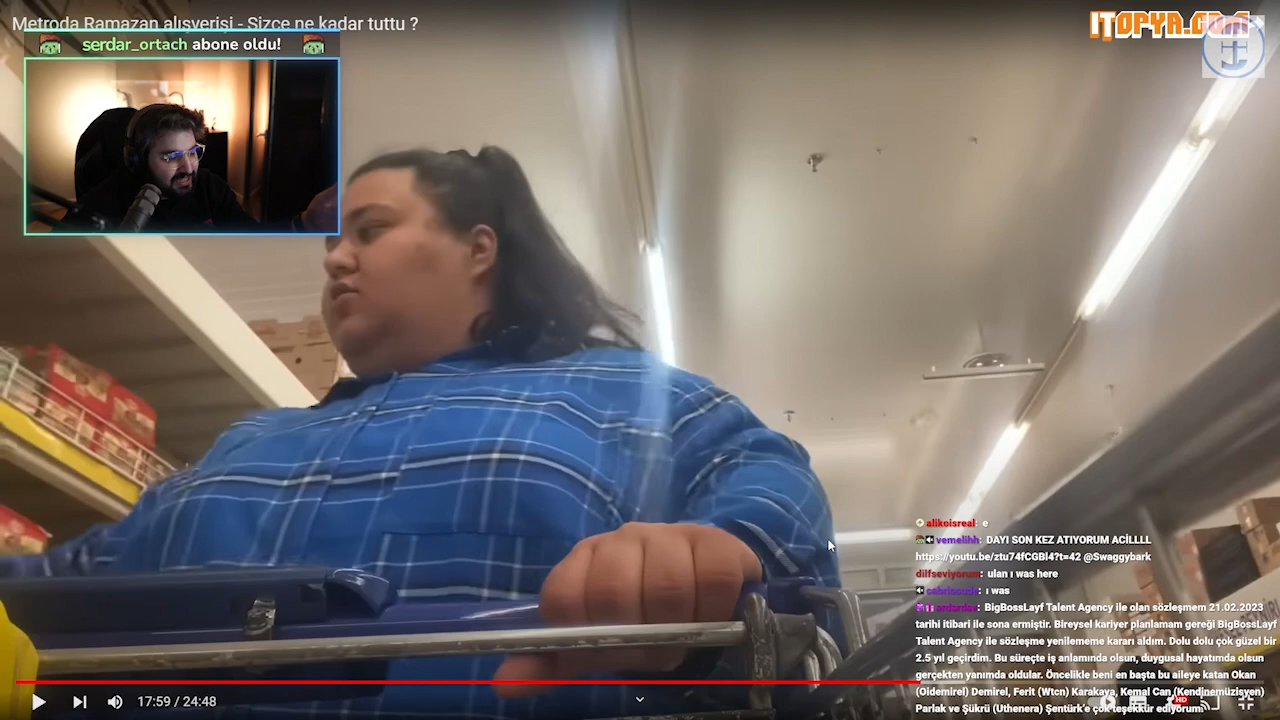 Metroda Ramazan alışverişi - Sizce ne kadar tuttu ?
ITOPYA.COM
serdar_ortach abone oldu!
alikoisreal: e
vemelihh: DAYI SON KEZ ATIYORUM ACİLLLL
https://youtu.be/ztu74fCGBl4?t=42 @Swaggybark
dilfseviyorum: ulan ı was here
: ı was
: BigBossLayf Talent Agency ile olan sözleşmem 21.02.2023
tarihi itibari ile sona ermiştir. Bireysel kariyer planlamam gereği BigBossLayf
Talent Agency ile sözleşme yenilememe kararı aldım. Dolu dolu çok güzel bir
2.5 yıl geçirdim. Bu süreçte iş anlamında olsun, duygusal hayatımda olsun
gerçekten yanımda oldular. Öncelikle beni en başta bu aileye katan Okan
(Oidemirel) Demirel, Ferit (Wtcn) Karakaya, Kemal Can (Kendinemüzisyen)
Parlak ve Şükrü (Uthenera) Şentürk'e çok teşekkür ediyorum.
17:59 / 24:48
HD